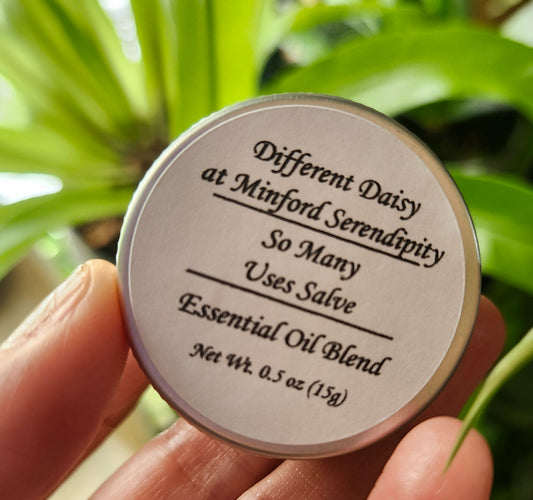 Different Daisy
at Minford Serendipity
So Many
Uses Salve
Essential Oil Blend
Net Wt. 0.5 oz (15g)